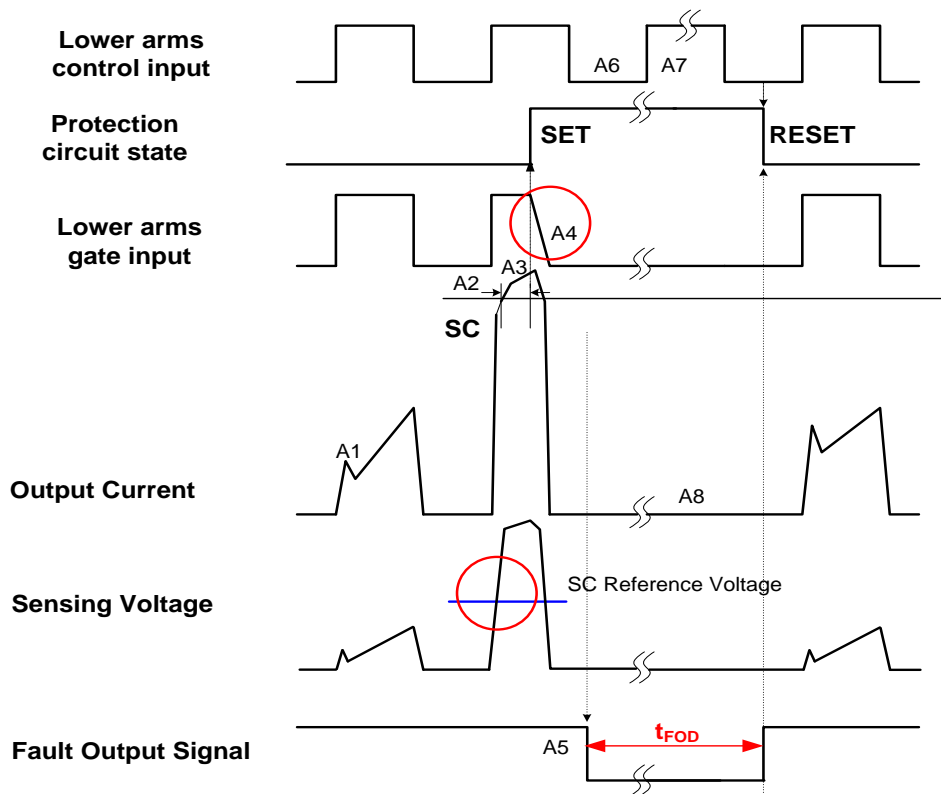 Lower arms
control input
A6
A7
Protection
circuit state
SET
RESET
Lower arms
gate input
A4
A2
A3
SC
A1
Output Current
A8
SC Reference Voltage
Sensing Voltage
Fault Output Signal
A5
tFOD